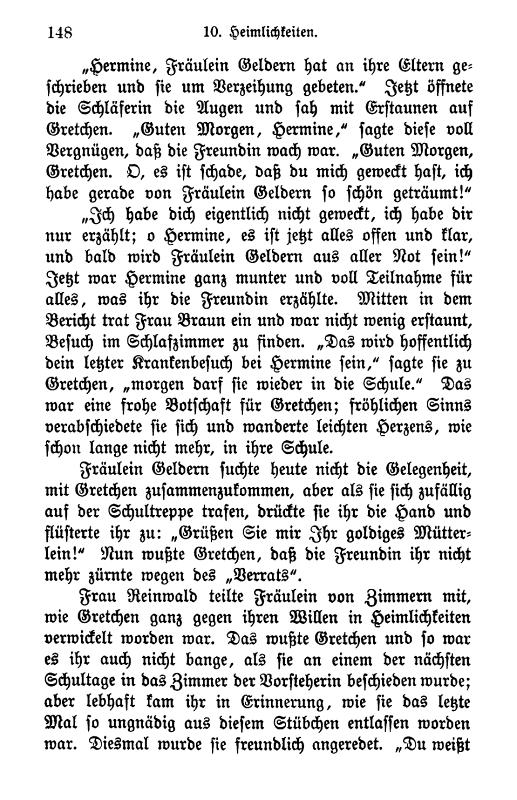 148 10. Heimlichkeiten.
„Hermine, Fräulein Geldern hat an ihre Eltern ge-
schrieben und sie um Verzeihung gebeten.“ Jetzt öffnete
die Schläferin die Augen und sah mit Erstaunen auf
Gretchen. „Guten Morgen, Hermine,“ sagte diese voll
Vergnügen, daß die Freundin wach war. „Guten Morgen,
Gretchen. O, es ist schade, daß du mich geweckt hast, ich
habe gerade von Fräulein Geldern so schön geträumt!“
„Ich habe dich eigentlich nicht geweckt, ich habe dir
nur erzählt; o Hermine, es ist jetzt alles offen und klar,
und bald wird Fräulein Geldern aus aller Not sein!“
Jetzt war Hermine ganz munter und voll Teilnahme für
alles, was ihr die Freundin erzählte. Mitten in dem
Bericht trat Frau Braun ein und war nicht wenig erstaunt,
Besuch im Schlafzimmer zu finden. „Das wird hoffentlich
dein letzter Krankenbesuch bei Hermine sein,“ sagte sie zu
Gretchen, „morgen darf sie wieder in die Schule.“ Das
war eine frohe Botschaft für Gretchen; fröhlichen Sinns
verabschiedete sie sich und wanderte leichten Herzens, wie
schon lange nicht mehr, in ihre Schule.
Fräulein Geldern suchte heute nicht die Gelegenheit,
mit Gretchen zusammenzukommen, aber als sie sich zufällig
auf der Schultreppe trafen, drückte sie ihr die Hand und
flüsterte ihr zu: „Grüßen Sie mir Ihr goldiges Mütter-
lein!“ Nun wußte Gretchen, daß die Freundin ihr nicht
mehr zürnte wegen des „Verrats“.
Frau Reinwald teilte Fräulein von Zimmern mit,
wie Gretchen ganz gegen ihren Willen in Heimlichkeiten
verwickelt worden war. Das wußte Gretchen und so war
es ihr auch nicht bange, als sie an einem der nächsten
Schultage in das Zimmer der Vorsteherin beschieden wurde;
aber lebhaft kam ihr in Erinnerung, wie sie das letzte
Mal so ungnädig aus diesem Stübchen entlassen worden
war. Diesmal wurde sie freundlich angeredet. „Du weißt